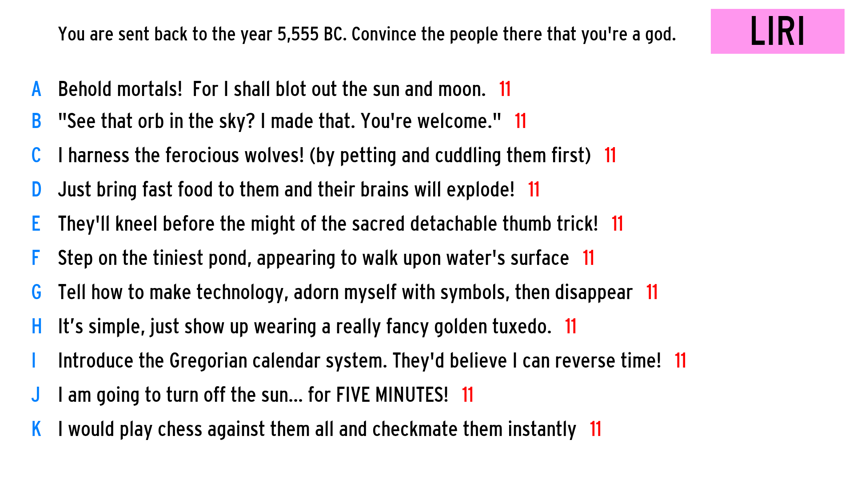 You are sent back to the year 5,555 BC. Convince the people there that you're a god.
LIRI
A Behold mortals!  For I shall blot out the sun and moon. 11
B "See that orb in the sky? I made that. You're welcome." 11
C I harness the ferocious wolves! (by petting and cuddling them first) 11
D Just bring fast food to them and their brains will explode! 11
E They'll kneel before the might of the sacred detachable thumb trick! 11
F Step on the tiniest pond, appearing to walk upon water's surface 11
G Tell how to make technology, adorn myself with symbols, then disappear 11
H It’s simple, just show up wearing a really fancy golden tuxedo. 11
I Introduce the Gregorian calendar system. They'd believe I can reverse time! 11
J I am going to turn off the sun... for FIVE MINUTES! 11
K I would play chess against them all and checkmate them instantly 11